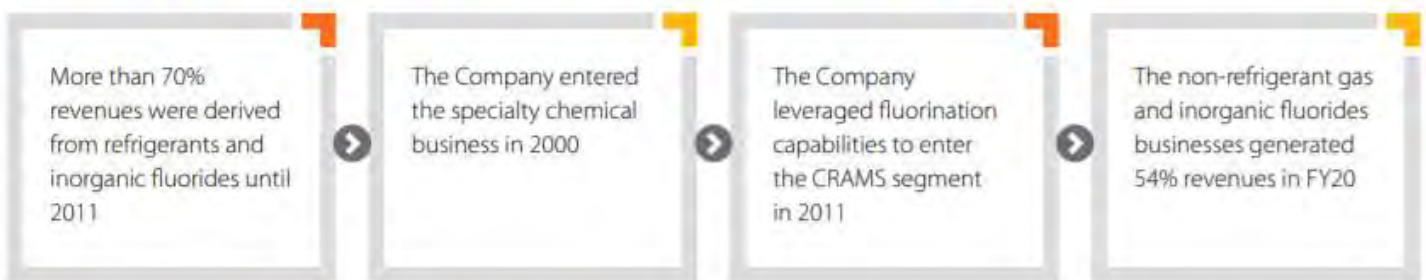 More than 70%
revenues were derived
from refrigerants and
inorganic fluorides until
2011
The Company entered
the specialty chemical
business in 2000
The Company
leveraged fluorination
capabilities to enter
the CRAMS segment
in 2011
The non-refrigerant gas
and inorganic fluorides
businesses generated
54% revenues in FY20